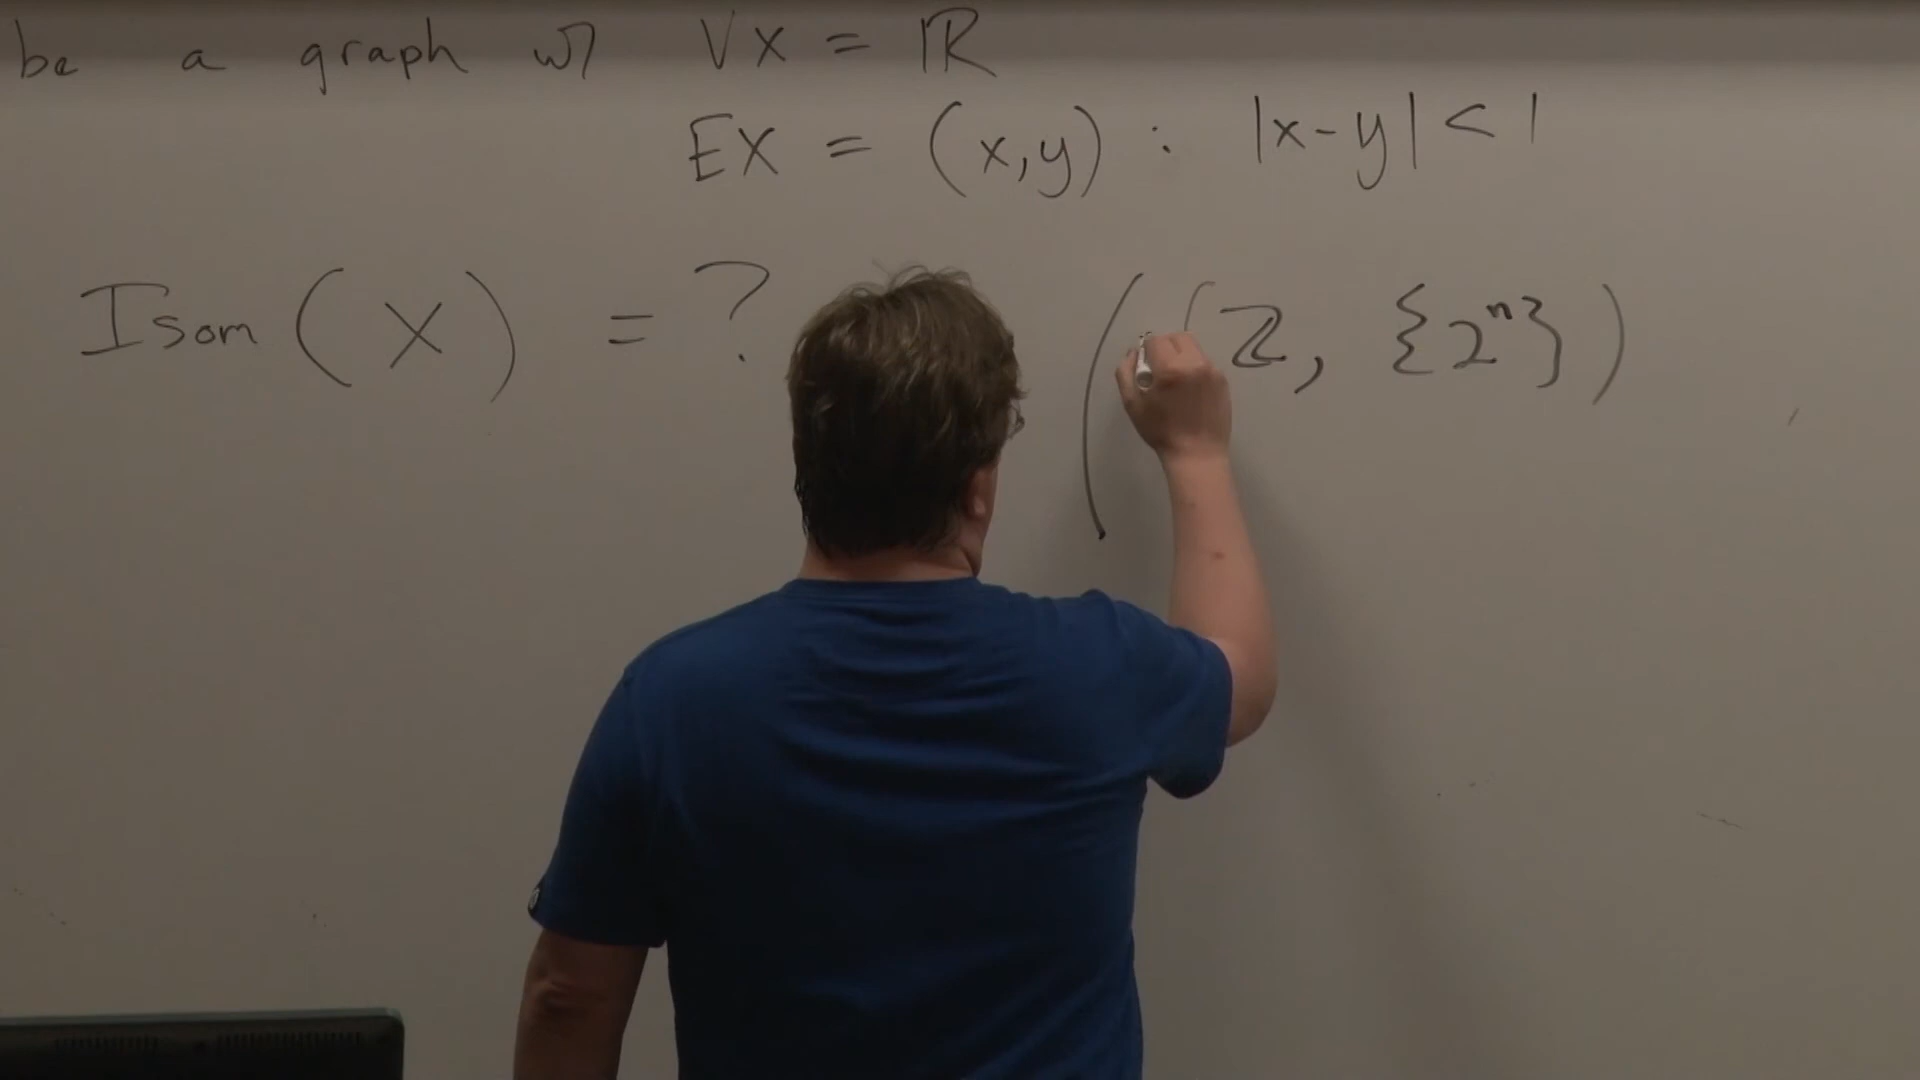 be a graph w/ VX = ℝ
EX = (x,y) : |x-y| < 1
Isom (X) = ? ( (ℤ, {2ⁿ})